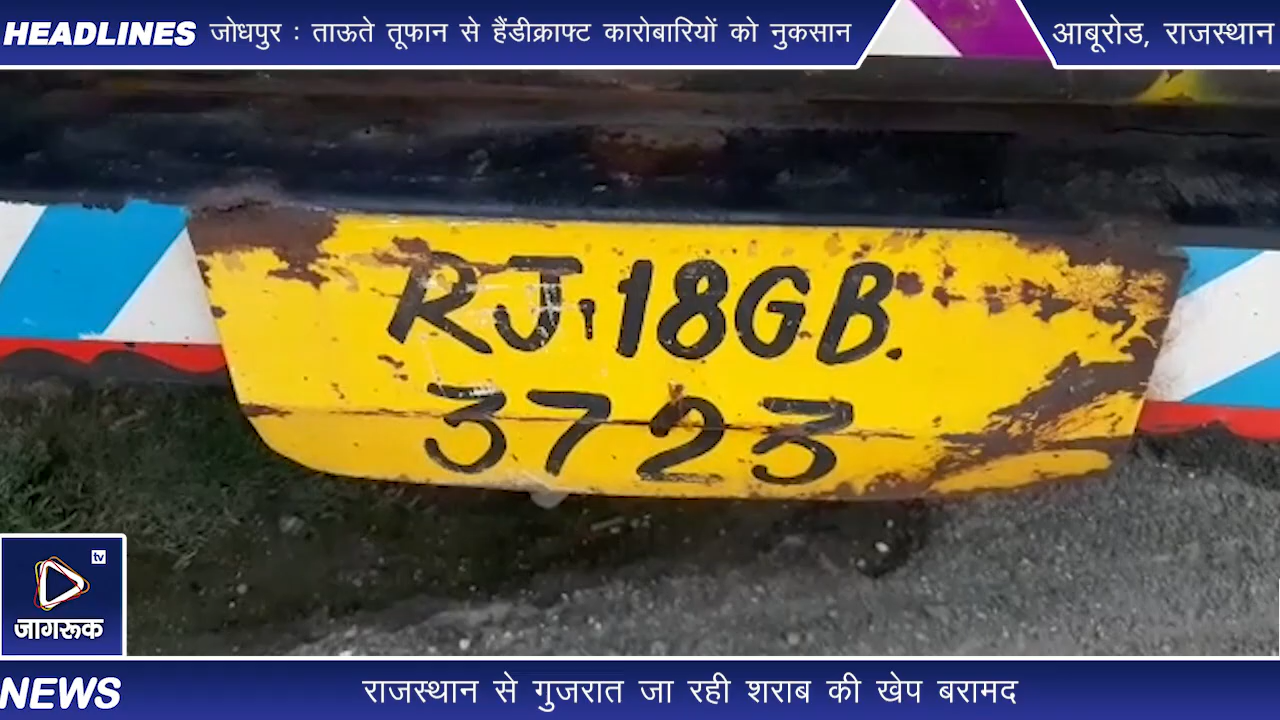 HEADLINES जोधपुर : ताऊते तूफान से हैंडीक्राफ्ट कारोबारियों को नुकसान
आबूरोड, राजस्थान
RJ 18GB.
3723
tv
जागरूक
NEWS राजस्थान से गुजरात जा रही शराब की खेप बरामद